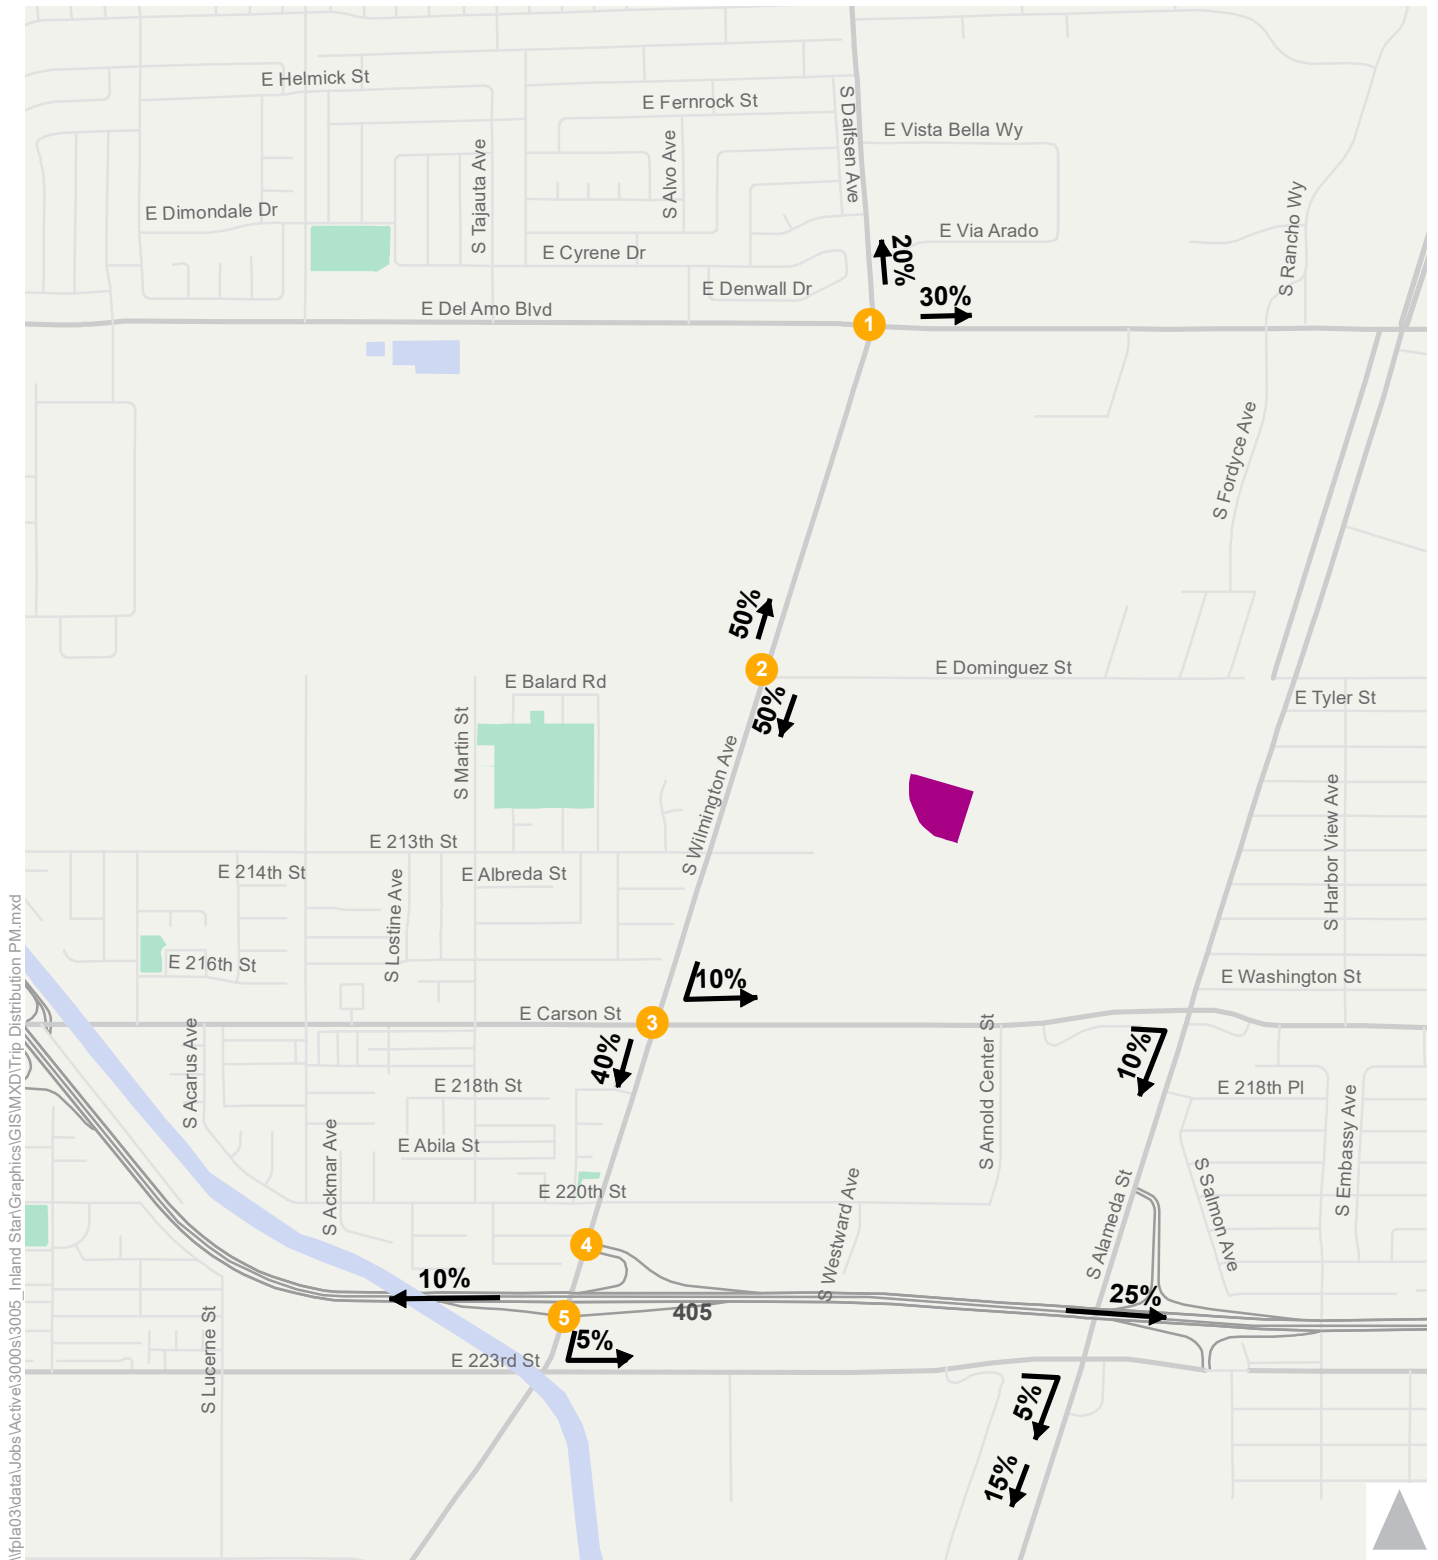 E Helmick St
E Fernrock St
S Dalfsen Ave
E Vista Bella Wy
S Tajauta Ave
S Alvo Ave
E Dimondale Dr
S Rancho Wy
E Via Arado
E Cyrene Dr
20%
E Denwall Dr
30%
E Del Amo Blvd
1
S Fordyce Ave
50%
2
E Dominguez St
E Balard Rd
50%
E Tyler St
S Martin St
S Wilmington Ave
S Harbor View Ave
E 213th St
E 214th St
E Albreda St
S Lostine Ave
E 216th St
10%
E Washington St
E Carson St
3
S Acarus Ave
40%
S Arnold Center St
10%
E 218th St
E 218th Pl
S Ackmar Ave
E Abila St
S Embassy Ave
E 220th St
S Westward Ave
S Alameda St
S Salmon Ave
4
10%
25%
405
5
5%
E 223rd St
S Lucerne St
5%
15%
\\fpla03\data\Jobs\Active\3000s\3005_Inland Star\Graphics\GIS\MXD\Trip Distribution PM.mxd